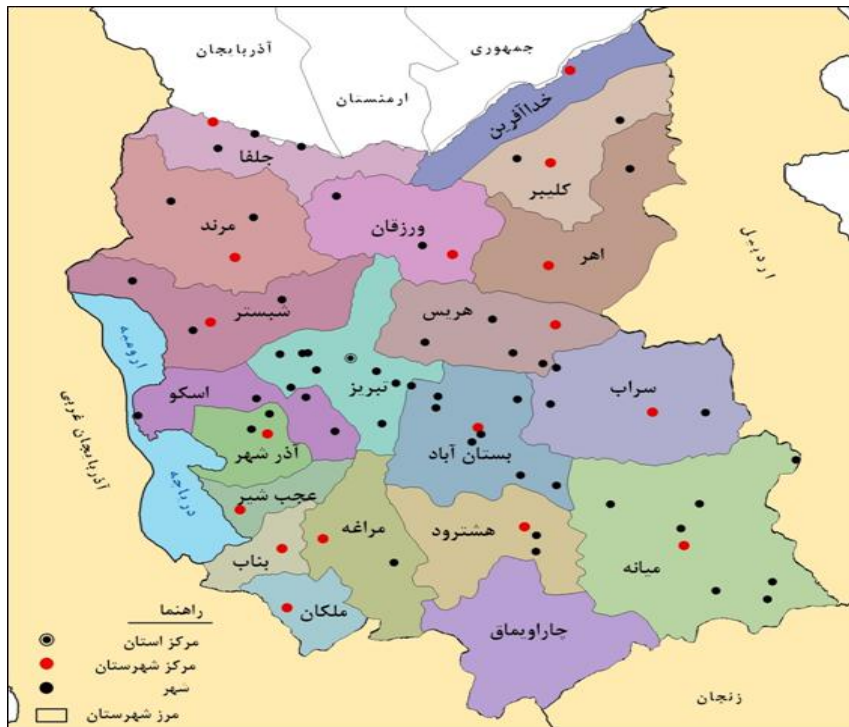 آذربایجان
جمهوری
ارمنستان
خداآفرین
جلفا
کلیبر
مرند
ورزقان
اهر
اردبیل
شبستر
هریس
ارومیه
تبریز
سراب
اسکو
آذربایجان غربی
آذر شهر
بستان آباد
دریاچه
عجب شیر
مراغه
هشترود
میانه
بناب
ملکان
چاراویماق
زنجان
راهنما
مرکز استان
مرکز شهرستان
شهر
مرز شهرستان